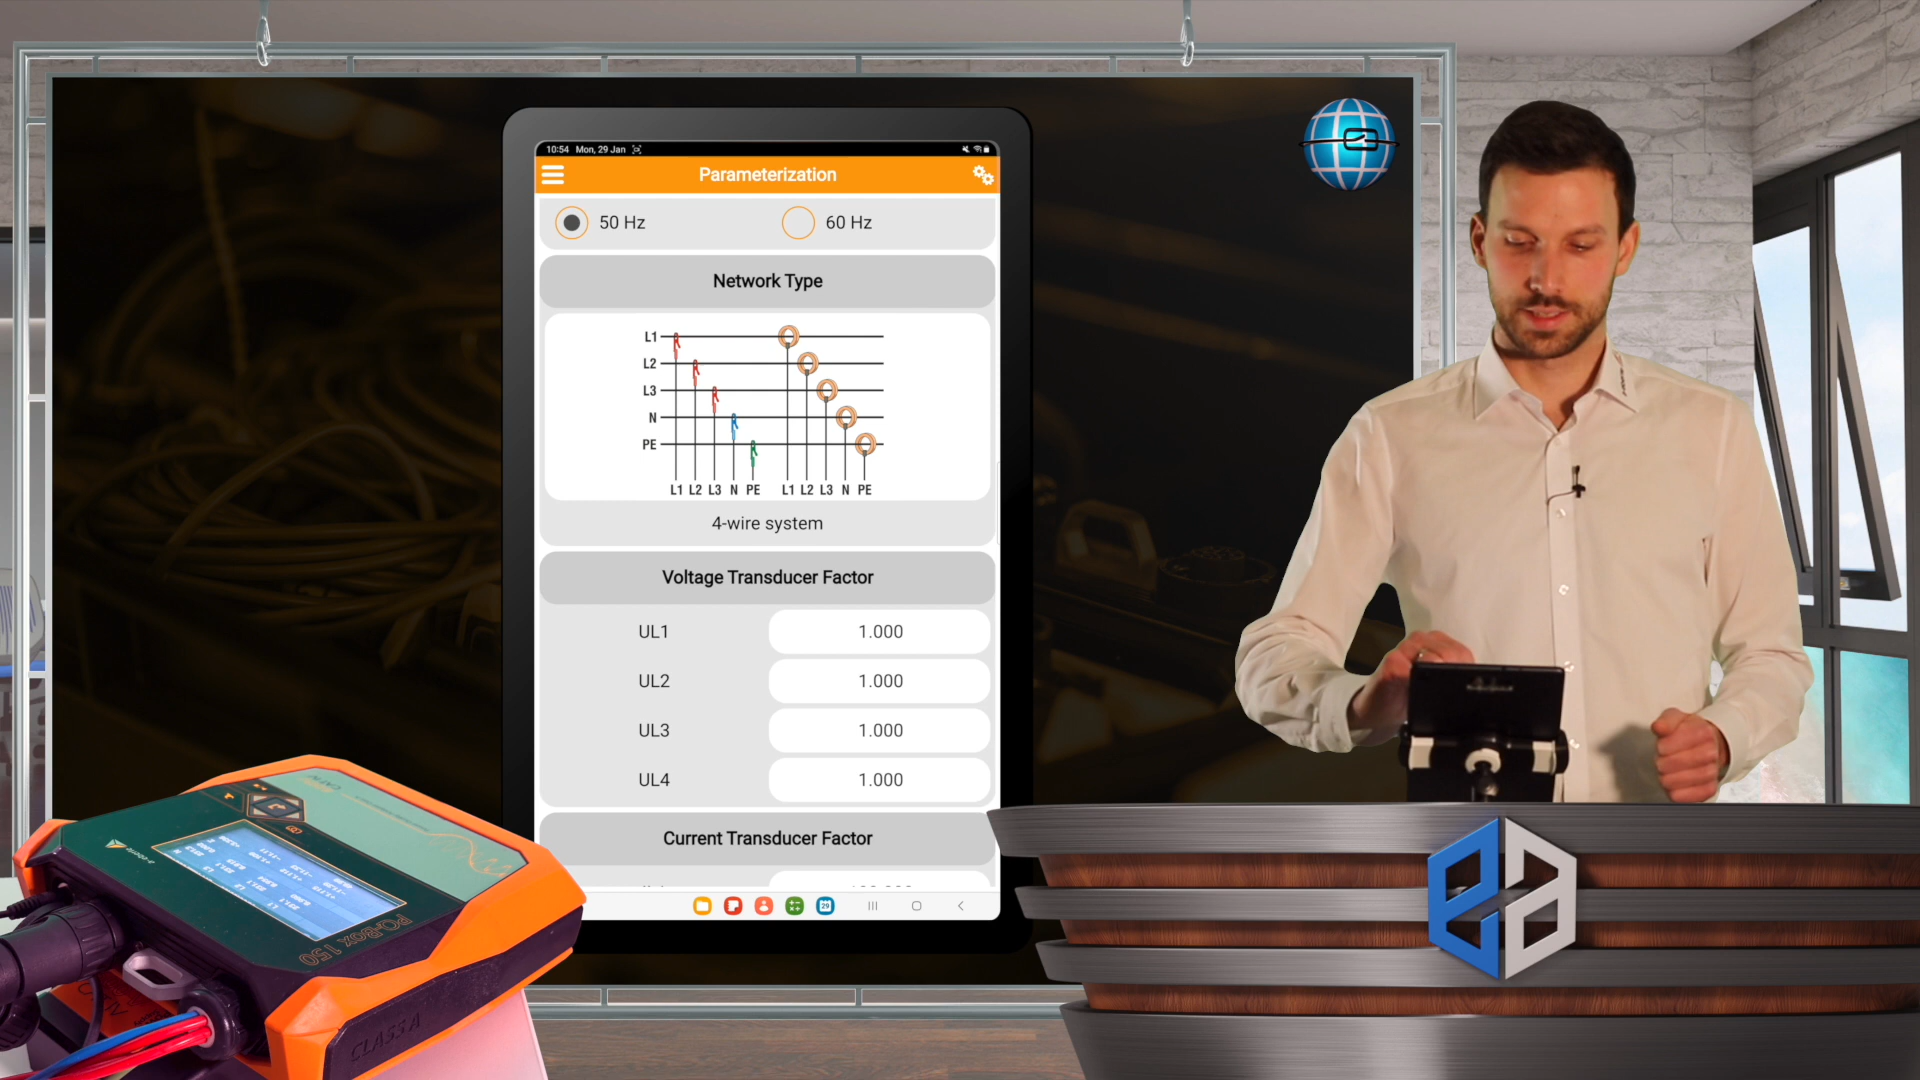 10:54 Mon, 29 Jan
Parameterization
50 Hz
60 Hz
Network Type
L1
L2
L3
N
PE
L1 L2 L3 N PE L1 L2 L3 N PE
4-wire system
Voltage Transducer Factor
UL1 1.000
UL2 1.000
UL3 1.000
UL4 1.000
Current Transducer Factor
29
PQ-Box 150
CLASS A